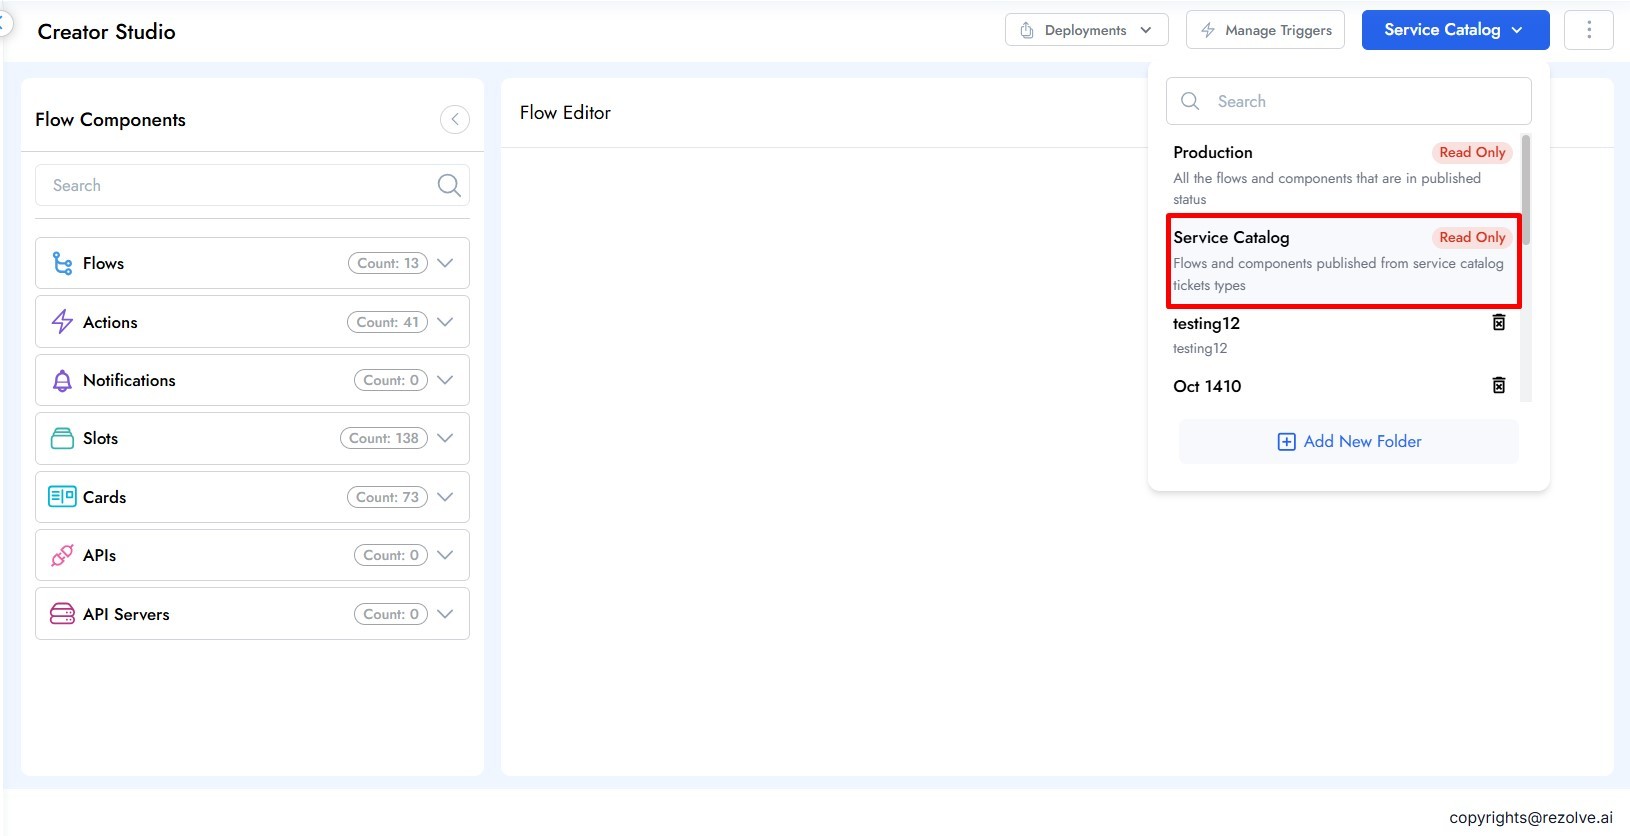 Creator Studio
Deployments
Manage Triggers
Service Catalog
Flow Components
Search
Flows
Count: 13
Actions
Count: 41
Notifications
Count: 0
Slots
Count: 138
Cards
Count: 73
APIs
Count: 0
API Servers
Count: 0
Flow Editor
Search
Production
Read Only
All the flows and components that are in published
status
Service Catalog
Read Only
Flows and components published from service catalog
tickets types
testing12
testing12
Oct 1410
Add New Folder
copyrights@rezolve.ai